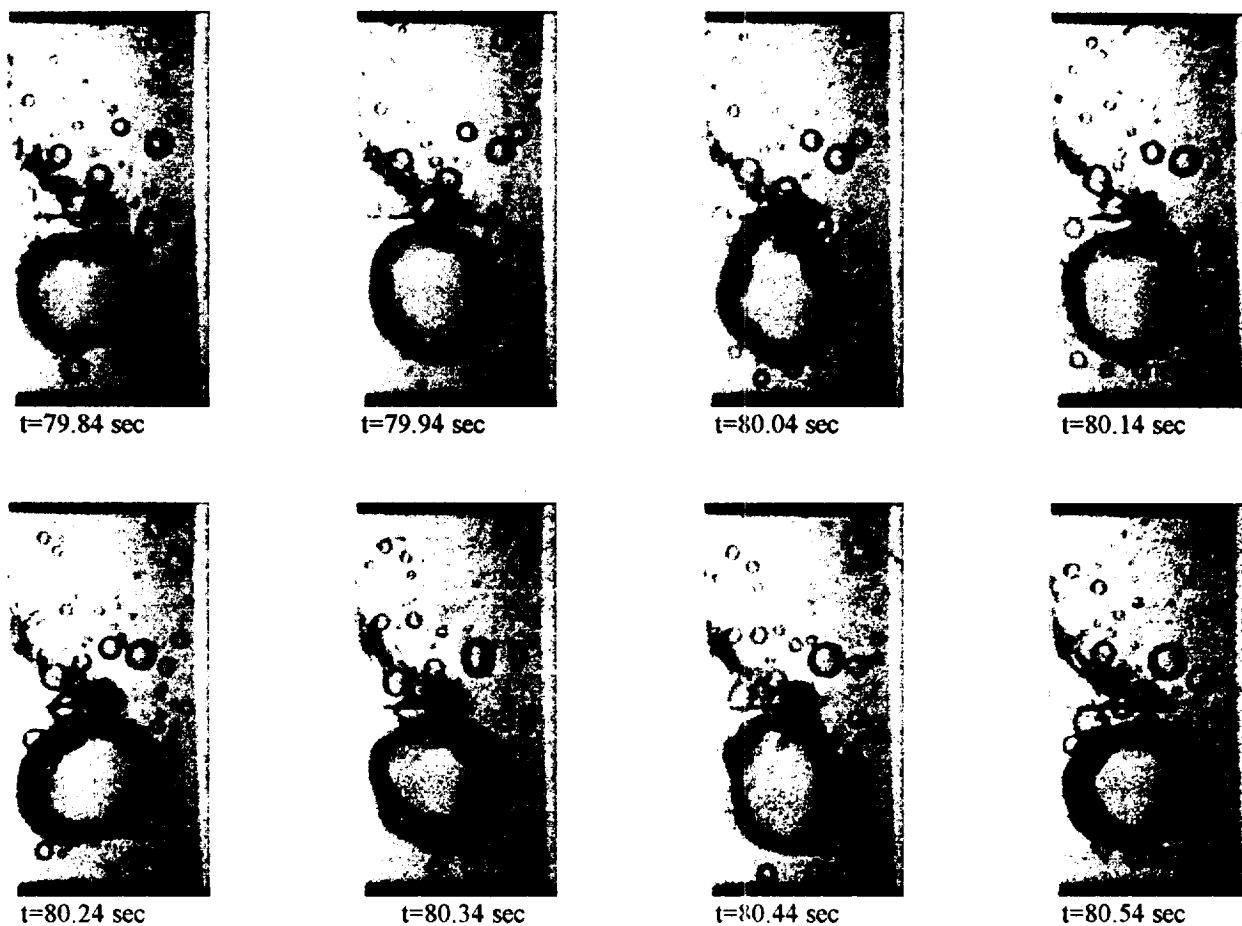 t=79.84 sec
t=79.94 sec
t=80.04 sec
t=80.14 sec
t=80.24 sec
t=80.34 sec
t=80.44 sec
t=80.54 sec